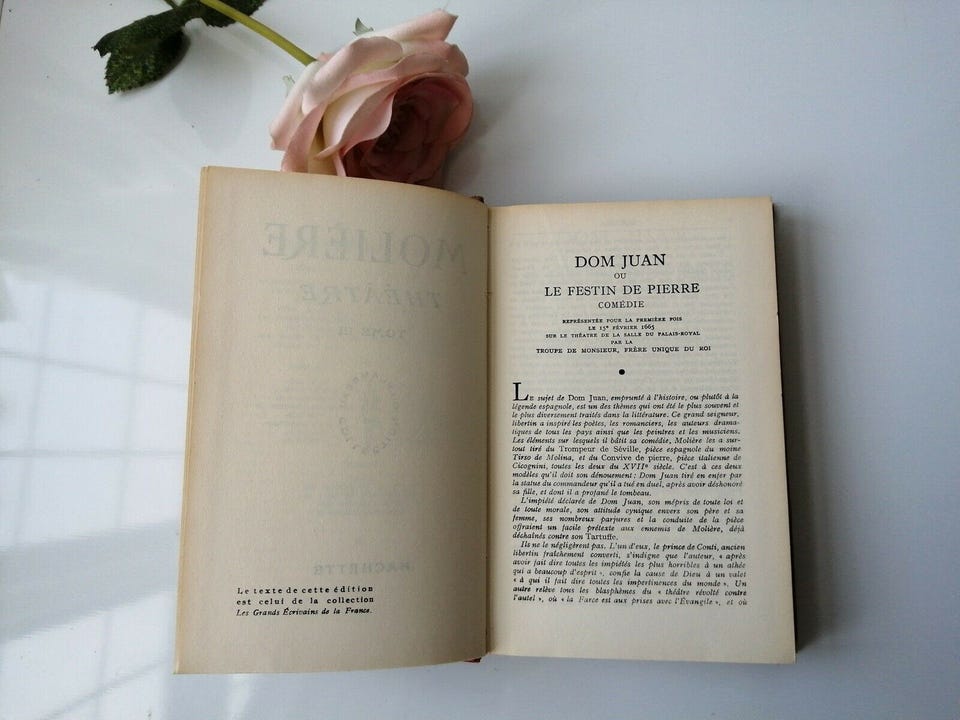 MOLIÈRE
THÉÂTRE
TOME III
HACHETTE
Le texte de cette édition
est celui de la collection
Les Grands Écrivains de la France.
DOM JUAN
OU
LE FESTIN DE PIERRE
COMÉDIE
REPRÉSENTÉE POUR LA PREMIÈRE FOIS
LE 15e FÉVRIER 1665
SUR LE THÉATRE DE LA SALLE DU PALAIS-ROYAL
PAR LA
TROUPE DE MONSIEUR, FRÈRE UNIQUE DU ROI
LE sujet de Dom Juan, emprunté à l'histoire, ou plutôt à la
légende espagnole, est un des thèmes qui ont été le plus souvent et
le plus diversement traités dans la littérature. Ce grand seigneur,
libertin a inspiré les poètes, les romanciers, les auteurs drama-
tiques de tous les pays ainsi que les peintres et les musiciens.
Les éléments sur lesquels il bâtit sa comédie, Molière les a sur-
tout tiré du Trompeur de Séville, pièce espagnole du moine
Tirso de Molina, et du Convive de pierre, pièce italienne de
Cicognini, toutes les deux du XVIIe siècle. C'est à ces deux
modèles qu'il doit son dénouement : Dom Juan tiré en enfer par
la statue du commandeur qu'il a tué en duel, après avoir déshonoré
sa fille, et dont il a profané le tombeau.
L'impiété déclarée de Dom Juan, son mépris de toute loi et
de toute morale, son attitude cynique envers son père et sa
femme, ses nombreux parjures et la conduite de la pièce
offraient un facile prétexte aux ennemis de Molière, déjà
déchaînés contre son Tartuffe.
Ils ne le négligèrent pas. L'un d'eux, le prince de Conti, ancien
libertin fraîchement converti, s'indigne que l'auteur, « après
avoir fait dire toutes les impiétés les plus horribles à un athée
qui a beaucoup d'esprit », confie la cause de Dieu à un valet
« à qui il fait dire toutes les impertinences du monde ». Un
autre relève tous les blasphèmes du « théâtre révolté contre
l'autel », où « la Farce est aux prises avec l'Évangile », et où